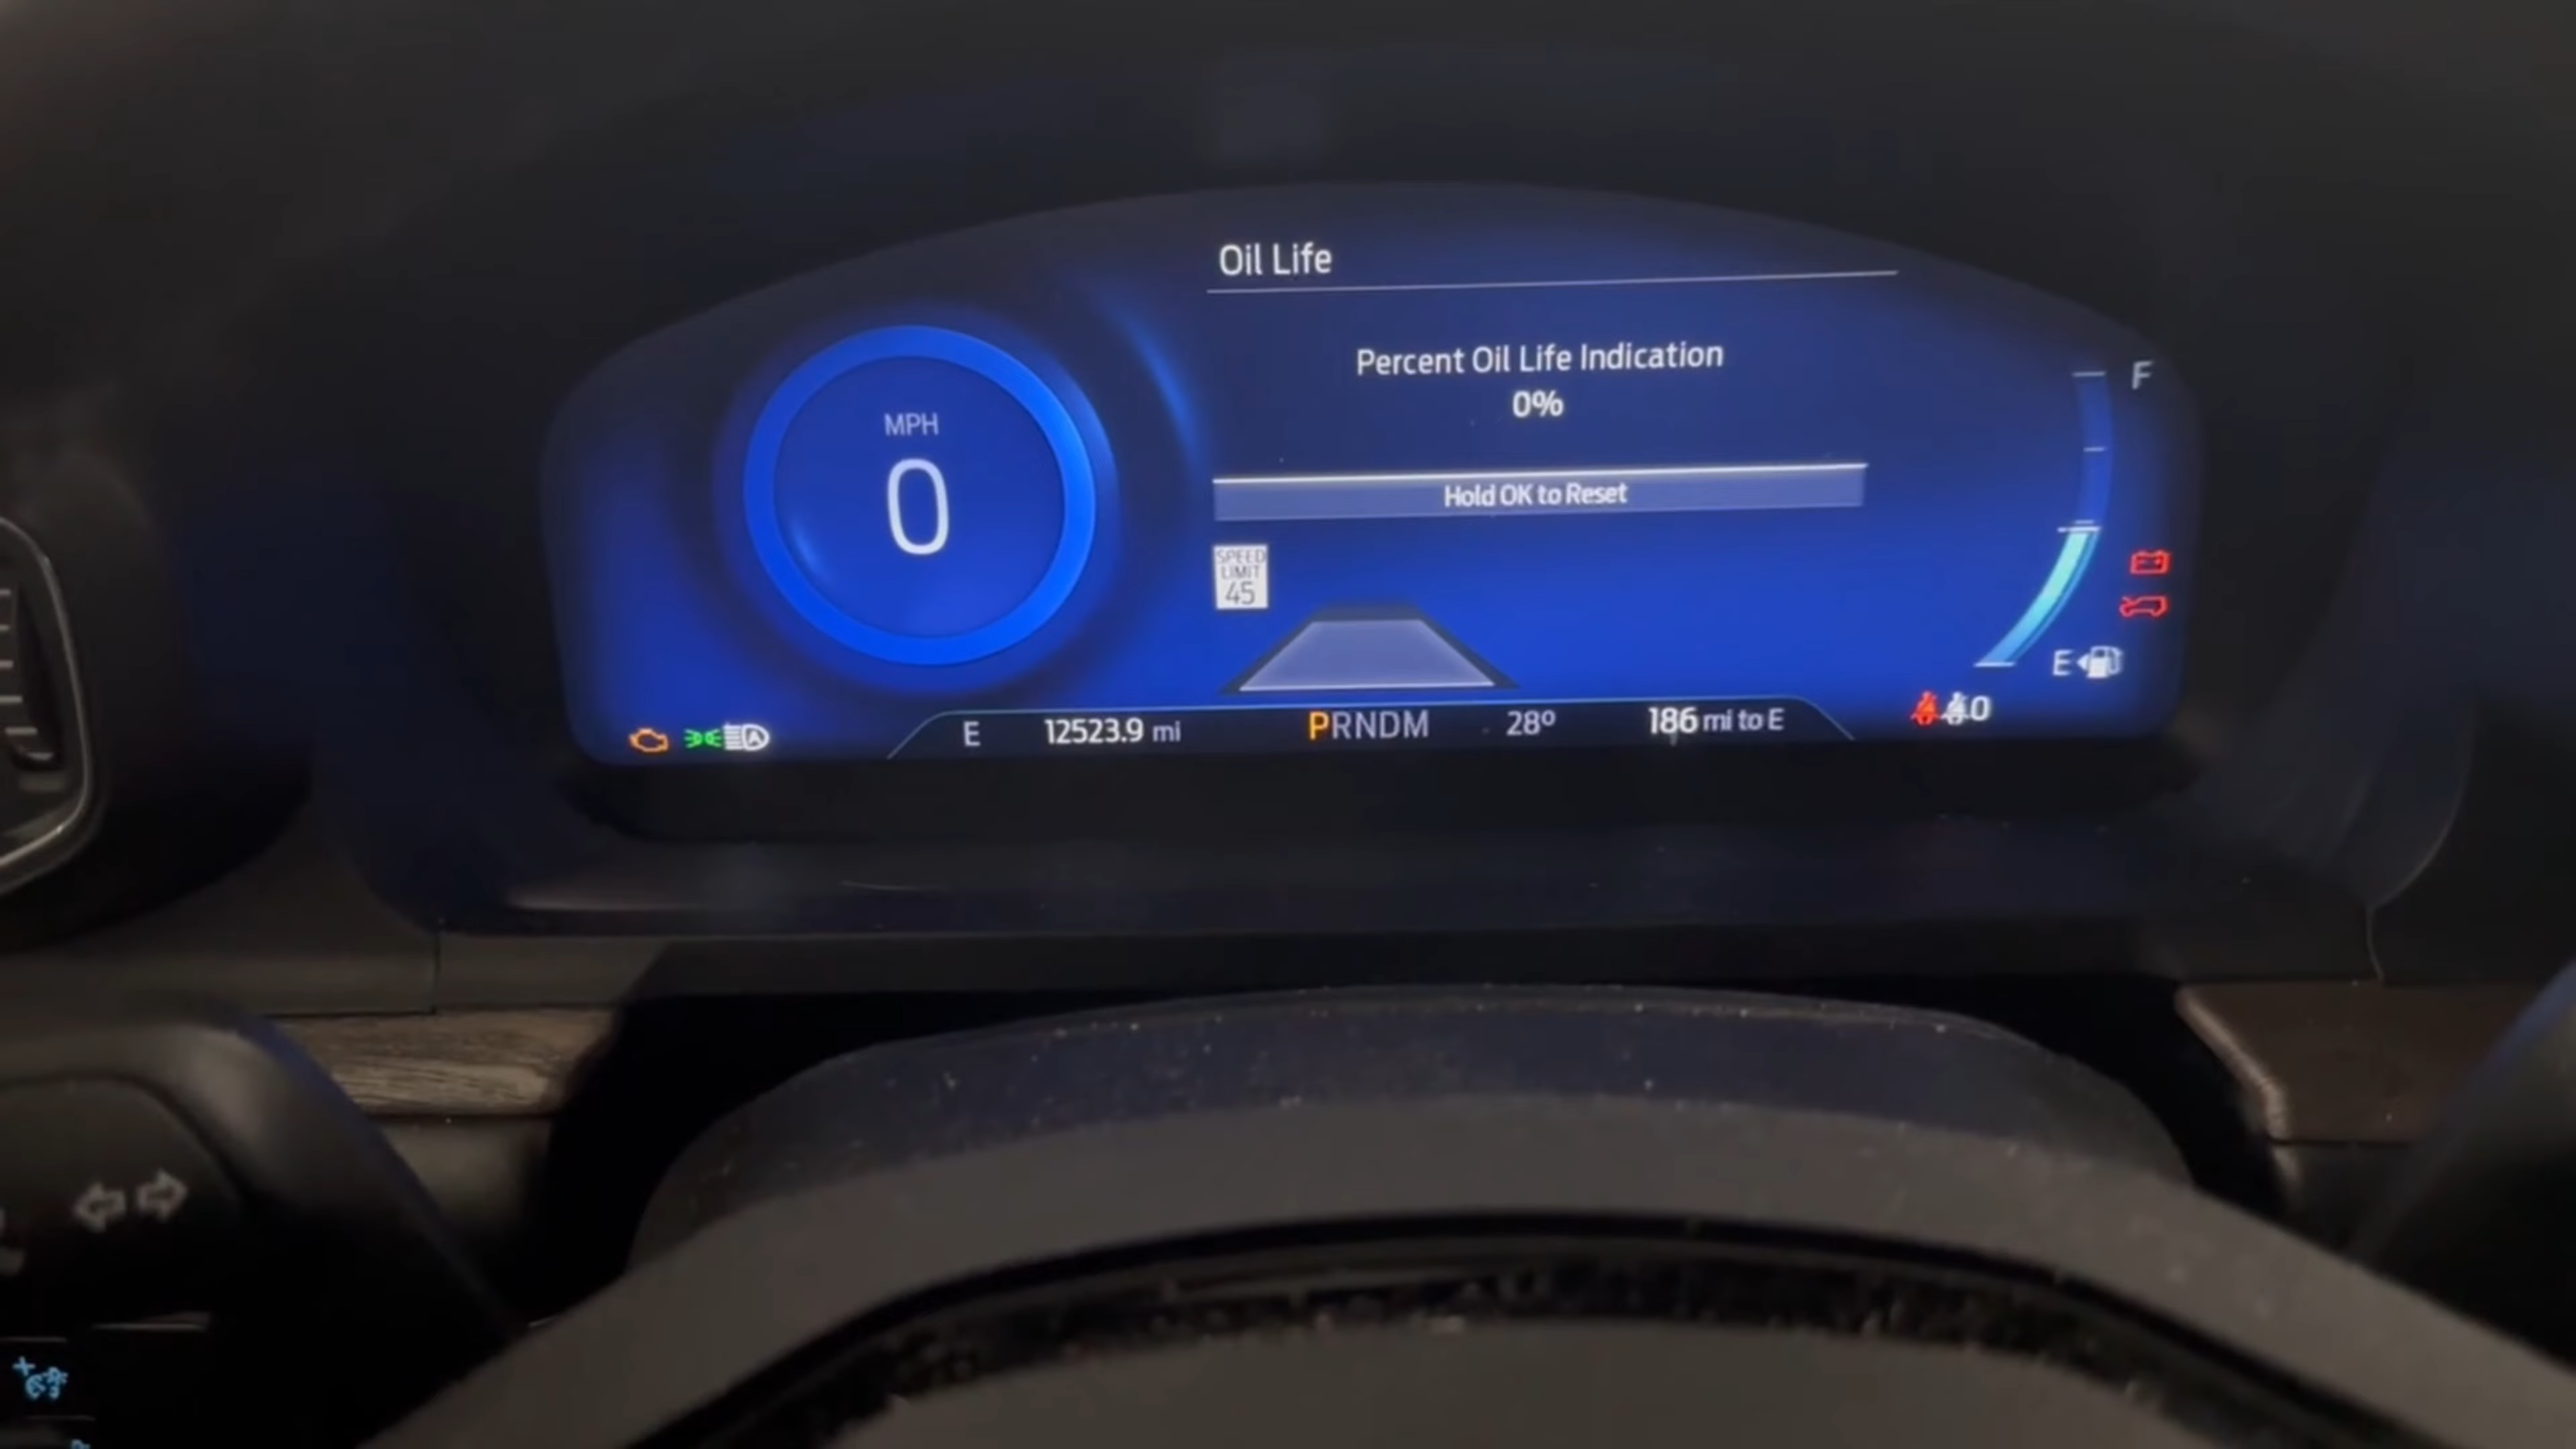 Oil Life
Percent Oil Life Indication
0%
Hold OK to Reset
MPH
0
SPEED
LIMIT
45
F
E
E 12523.9 mi PRNDM 28° 186 mi to E
0
A